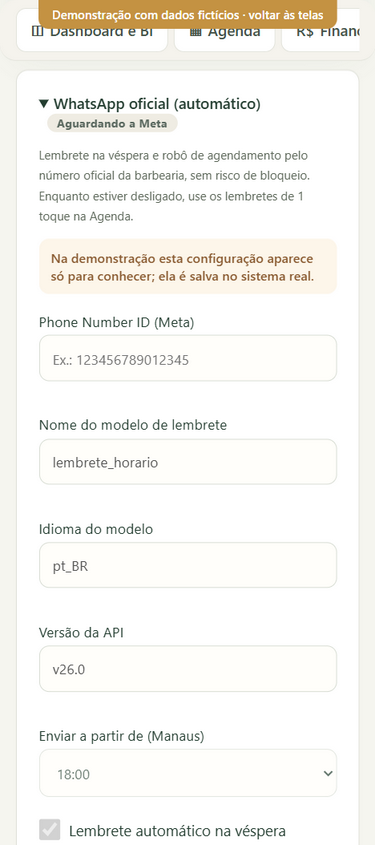 Demonstração com dados fictícios · voltar às telas
Dashboard e BI
Agenda
R$ Financ
▼ WhatsApp oficial (automático)
Aguardando a Meta
Lembrete na véspera e robô de agendamento pelo
número oficial da barbearia, sem risco de bloqueio.
Enquanto estiver desligado, use os lembretes de 1
toque na Agenda.
Na demonstração esta configuração aparece
só para conhecer; ela é salva no sistema real.
Phone Number ID (Meta)
Ex.: 123456789012345
Nome do modelo de lembrete
lembrete_horario
Idioma do modelo
pt_BR
Versão da API
v26.0
Enviar a partir de (Manaus)
18:00
Lembrete automático na véspera